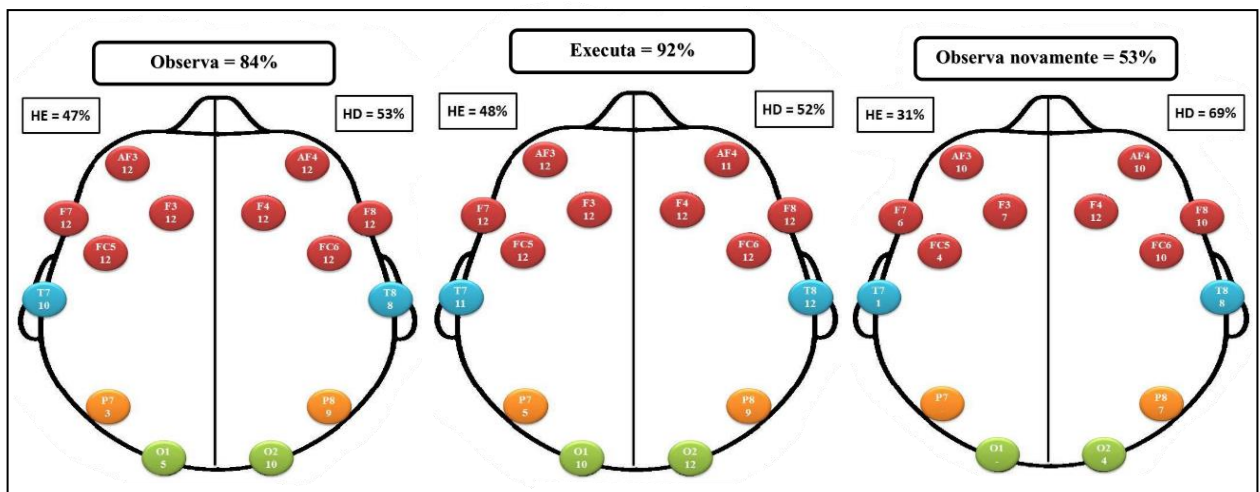 Observa = 84%
HE = 47%
HD = 53%
AF3
12
AF4
12
F7
12
F3
12
F4
12
F8
12
FC5
12
FC6
12
T7
10
T8
8
P7
3
P8
9
O1
5
O2
10
Executa = 92%
HE = 48%
HD = 52%
AF3
12
AF4
11
F7
12
F3
12
F4
12
F8
12
FC5
12
FC6
12
T7
11
T8
12
P7
5
P8
9
O1
10
O2
12
Observa novamente = 53%
HE = 31%
HD = 69%
AF3
10
AF4
10
F7
6
F3
7
F4
12
F8
10
FC5
4
FC6
10
T7
1
T8
8
P7
P8
7
O1
-
O2
4